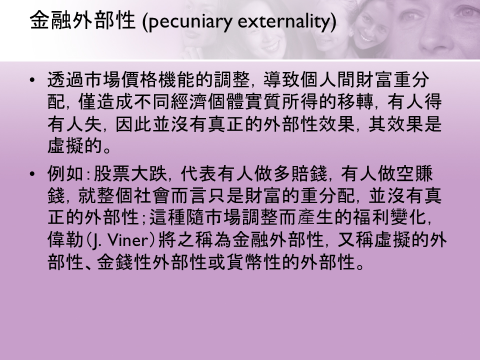 金融外部性 (pecuniary externality)
• 透過市場價格機能的調整，導致個人間財富重分
配，僅造成不同經濟個體實質所得的移轉，有人得
有人失，因此並沒有真正的外部性效果，其效果是
虛擬的。
• 例如：股票大跌，代表有人做多賠錢，有人做空賺
錢，就整個社會而言只是財富的重分配，並沒有真
正的外部性；這種隨市場調整而產生的福利變化，
偉勒（J. Viner）將之稱為金融外部性，又稱虛擬的外
部性、金錢性外部性或貨幣性的外部性。